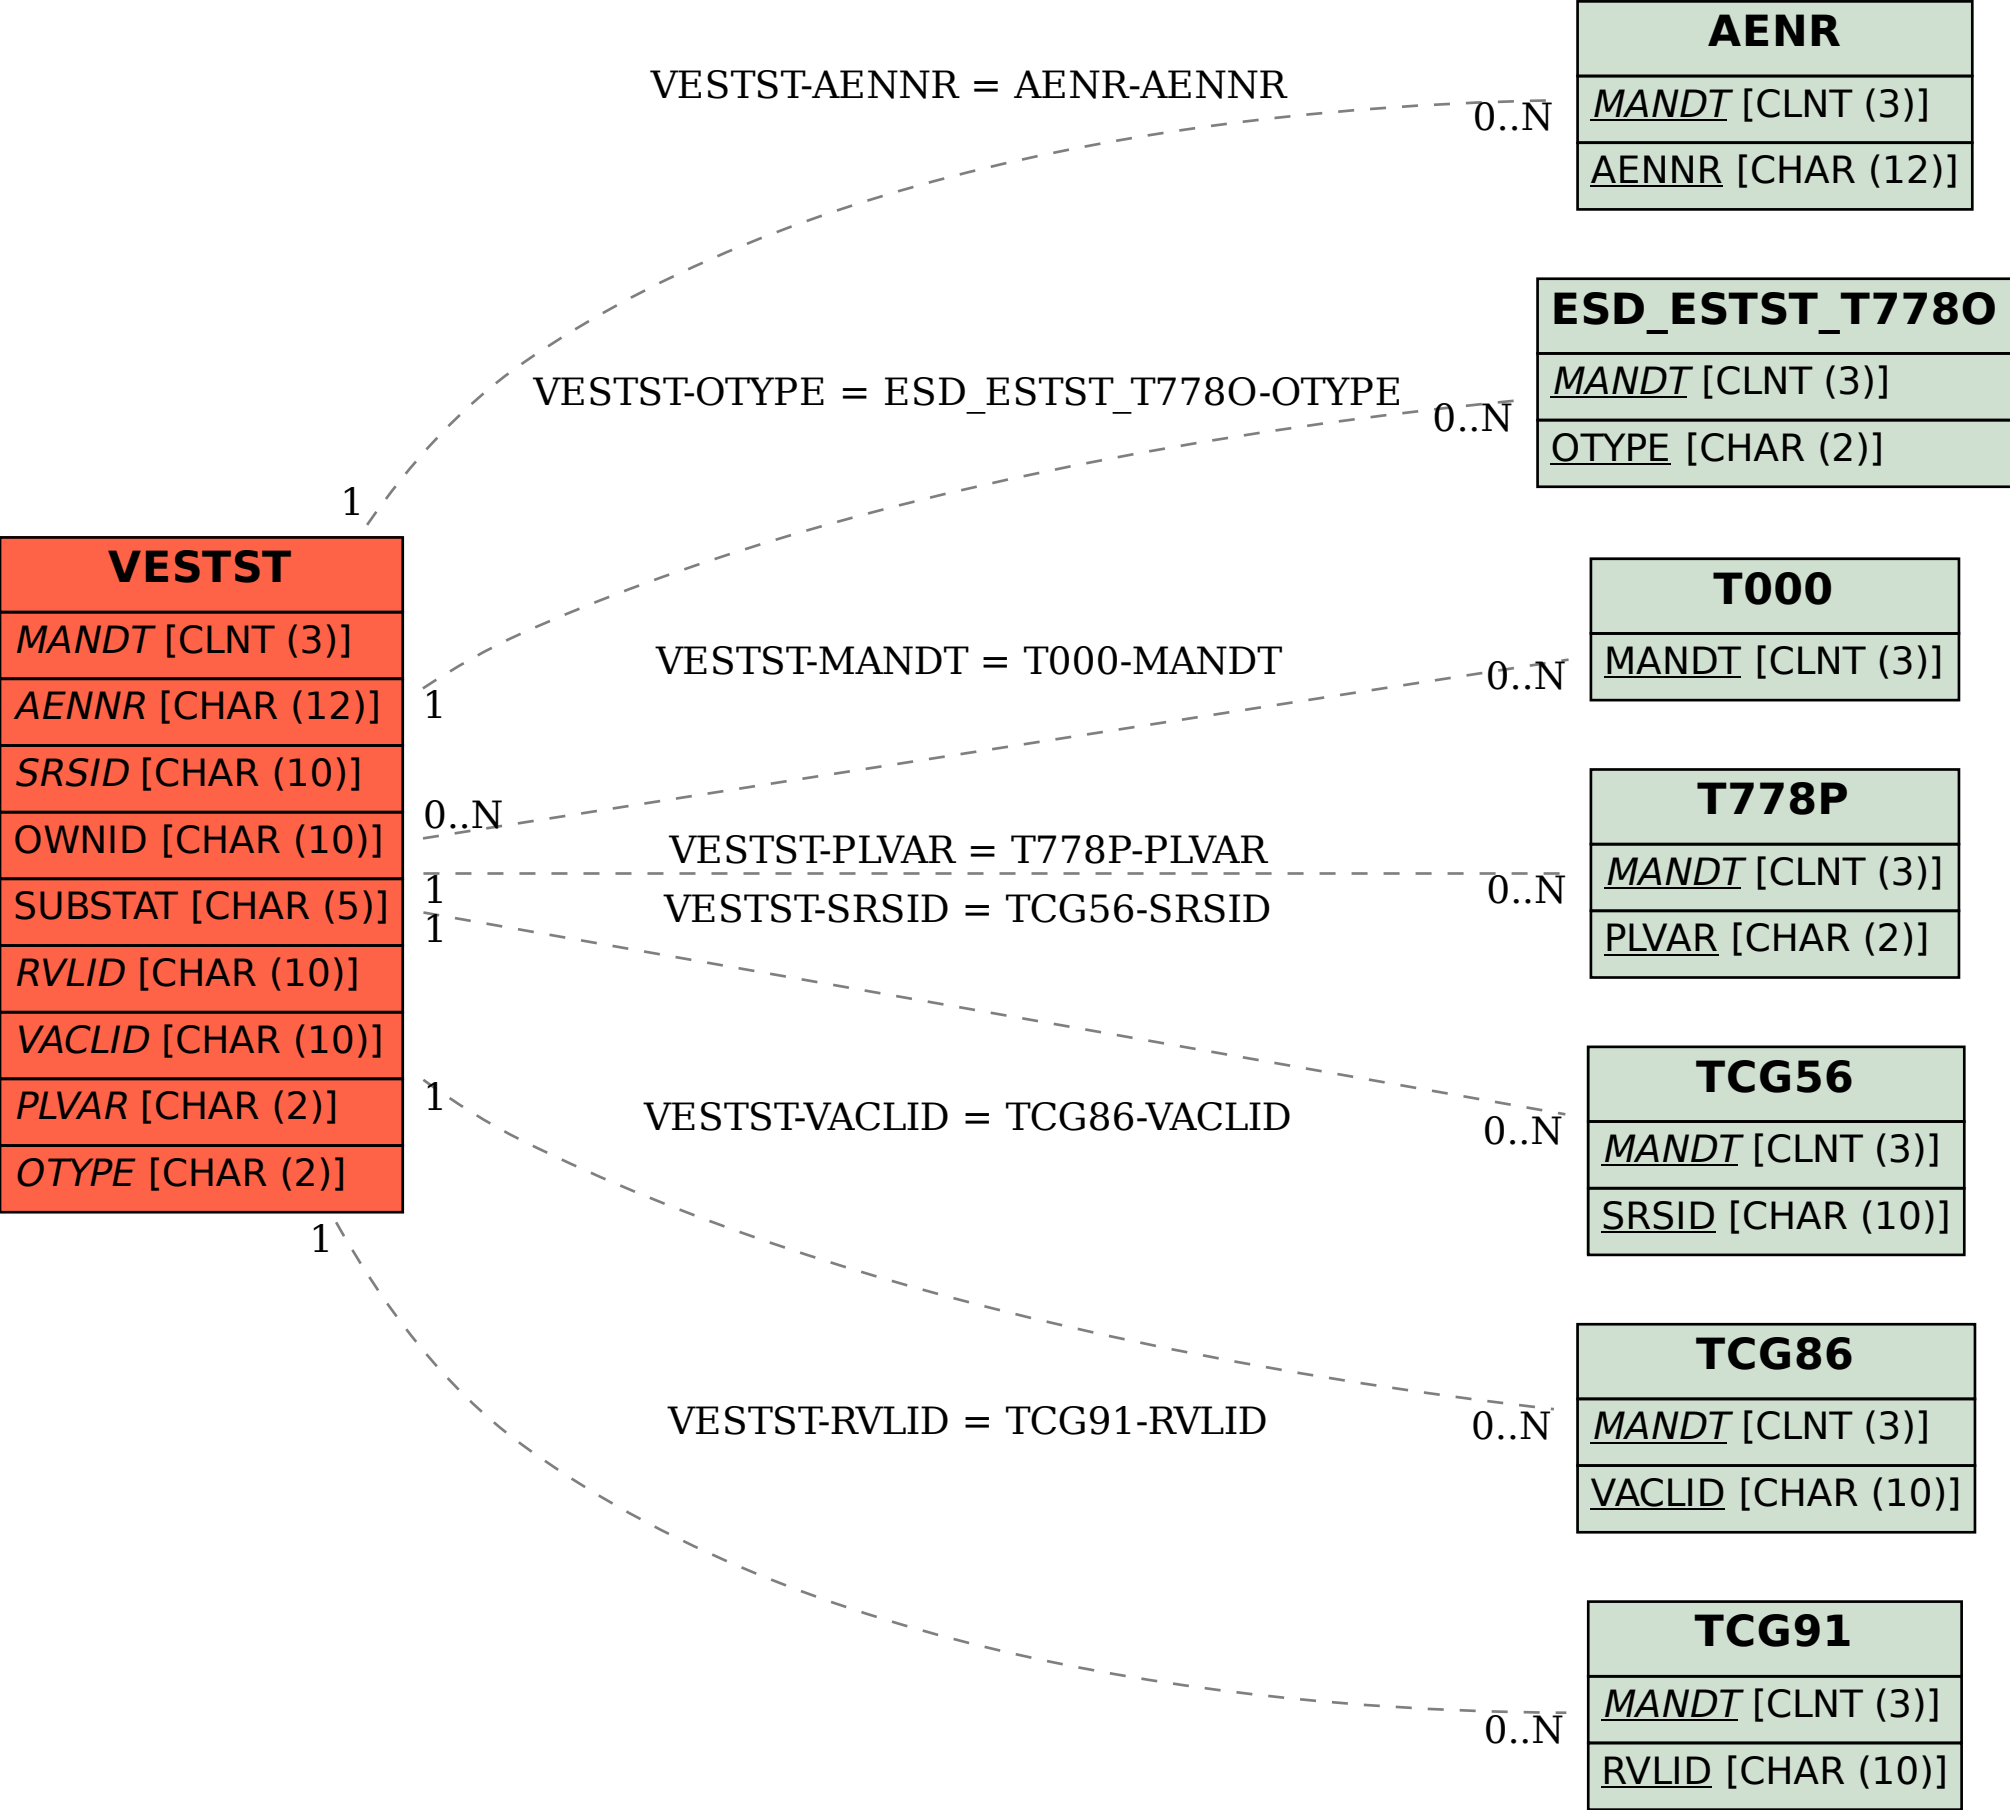 AENR
MANDT [CLNT (3)]
AENNR [CHAR (12)]
VESTST-AENNR = AENR-AENNR
0..N
1
ESD_ESTST_T778O
MANDT [CLNT (3)]
OTYPE [CHAR (2)]
VESTST-OTYPE = ESD_ESTST_T778O-OTYPE
0..N
1
VESTST
MANDT [CLNT (3)]
AENNR [CHAR (12)]
SRSID [CHAR (10)]
OWNID [CHAR (10)]
SUBSTAT [CHAR (5)]
RVLID [CHAR (10)]
VACLID [CHAR (10)]
PLVAR [CHAR (2)]
OTYPE [CHAR (2)]
T000
MANDT [CLNT (3)]
VESTST-MANDT = T000-MANDT
0..N
0..N
T778P
MANDT [CLNT (3)]
PLVAR [CHAR (2)]
VESTST-PLVAR = T778P-PLVAR
0..N
1
VESTST-SRSID = TCG56-SRSID
1
0..N
TCG56
MANDT [CLNT (3)]
SRSID [CHAR (10)]
VESTST-VACLID = TCG86-VACLID
1
0..N
TCG86
MANDT [CLNT (3)]
VACLID [CHAR (10)]
VESTST-RVLID = TCG91-RVLID
1
0..N
TCG91
MANDT [CLNT (3)]
RVLID [CHAR (10)]